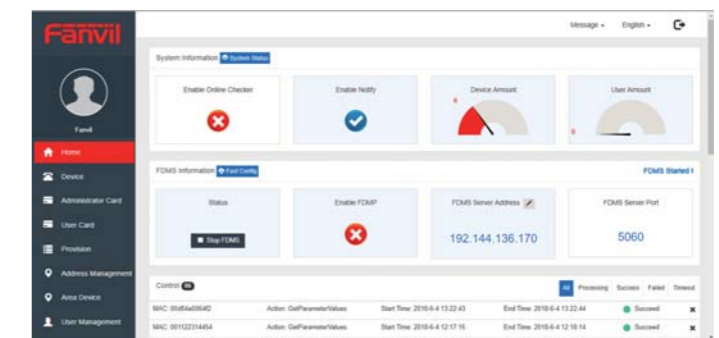 Fanvil
Message
English
System Information System Status
Enable Online Checker
Enable Notify
Device Amount
User Amount
6
0
Fanvil
Home
Device
Administrator Card
User Card
Provision
Address Management
Area Device
User Management
FDMS Information Fast Config
FDMS Started !
Status
Enable FDMP
FDMS Server Address
FDMS Server Port
Stop FDMS
192.144.136.170
5060
Control
All Processing Success Failed Timeout
Action: GetParameterValues Start Time: 2018-6-4 13:22:43 End Time: 2018-6-4 13:22:44 Succeed
MAC: 001122314454 Action: GetParameterValues Start Time: 2018-6-4 12:17:16 End Time: 2018-6-4 12:18:14 Succeed